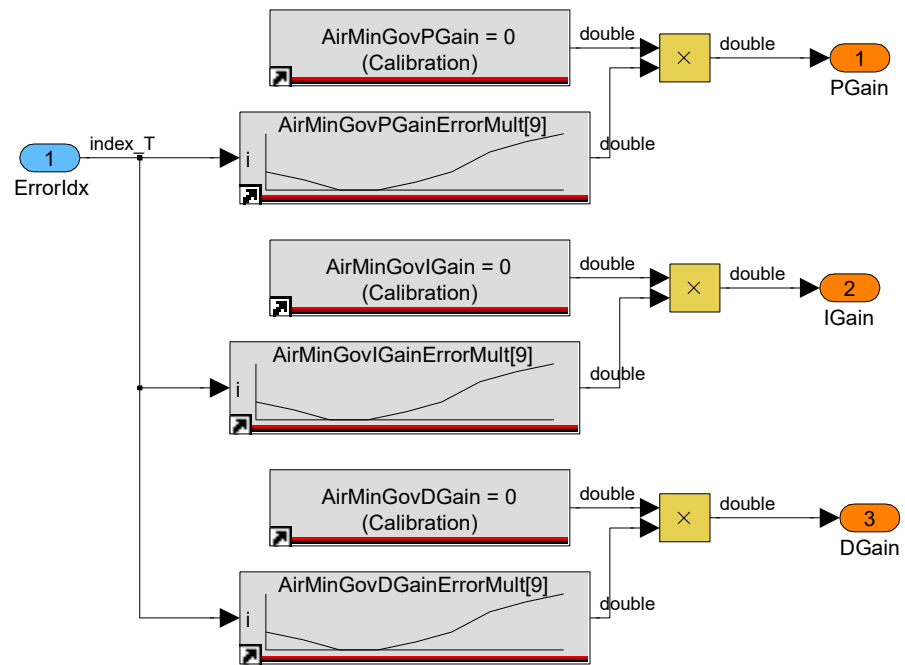 AirMinGovPGain = 0
(Calibration)
double
double
1
PGain
AirMinGovPGainErrorMult[9]
i
double
1
ErrorIdx
index_T
AirMinGovIGain = 0
(Calibration)
double
double
2
IGain
AirMinGovIGainErrorMult[9]
i
double
AirMinGovDGain = 0
(Calibration)
double
double
3
DGain
AirMinGovDGainErrorMult[9]
i
double